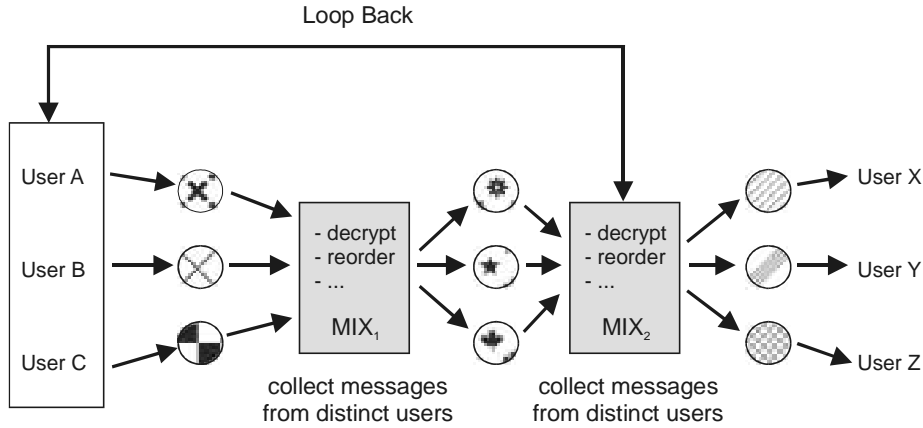 Loop Back
User A
User B
User C
- decrypt
- reorder
- ...
MIX₁
collect messages
from distinct users
- decrypt
- reorder
- ...
MIX₂
collect messages
from distinct users
User X
User Y
User Z